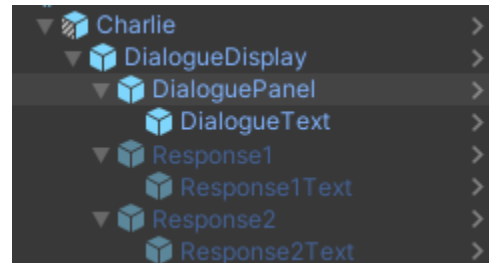 Charlie
DialogueDisplay
DialoguePanel
DialogueText
Response1
Response1Text
Response2
Response2Text